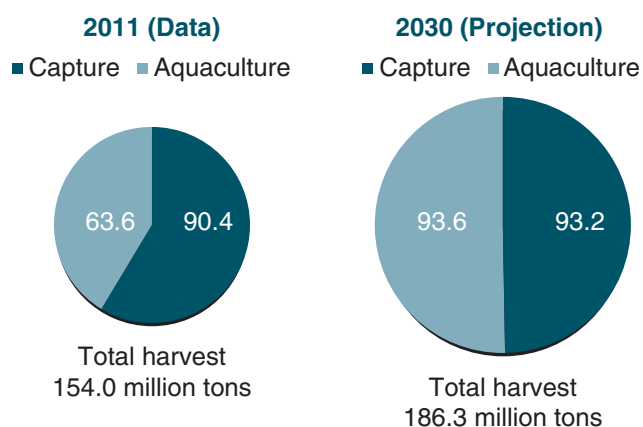 2011 (Data)
Capture Aquaculture
63.6 90.4
Total harvest
154.0 million tons
2030 (Projection)
Capture Aquaculture
93.6 93.2
Total harvest
186.3 million tons